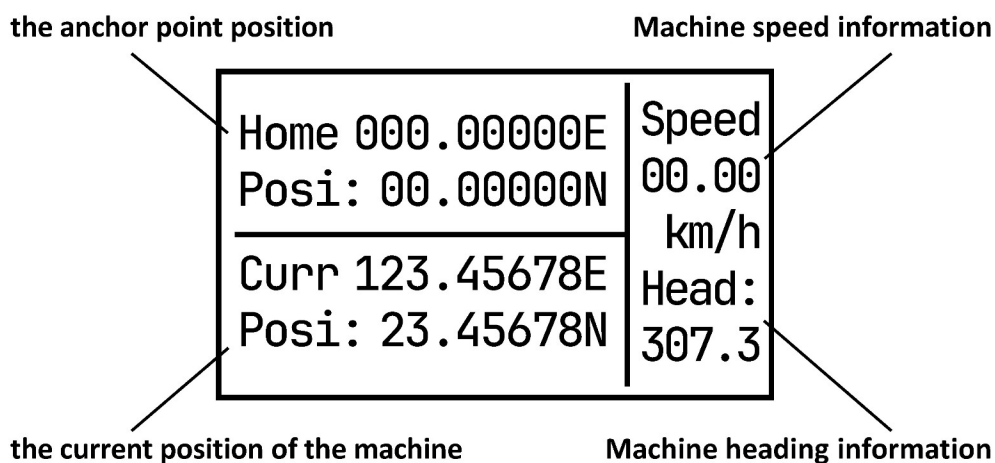 the anchor point position
Machine speed information
Home 000.00000E
Posi: 00.00000N
Curr 123.45678E
Posi: 23.45678N
Speed
00.00
km/h
Head:
307.3
the current position of the machine
Machine heading information